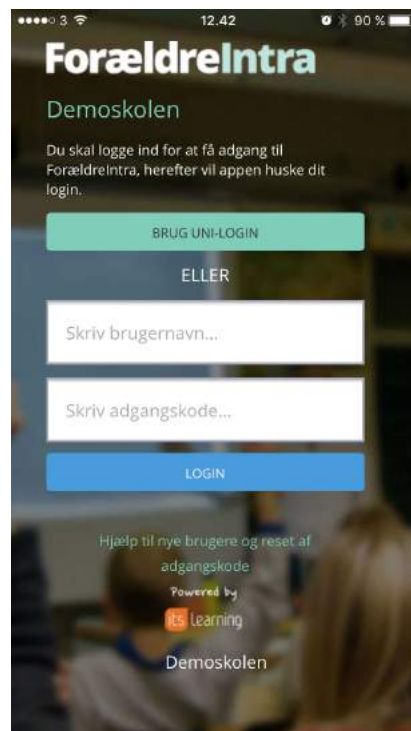 3 12.42 90 %
ForældreIntra
Demoskolen
Du skal logge ind for at få adgang til
ForældreIntra, herefter vil appen huske dit
login.
BRUG UNI-LOGIN
ELLER
Skriv brugernavn...
Skriv adgangskode...
LOGIN
Hjælp til nye brugere og reset af
adgangskode
Powered by
its learning
Demoskolen